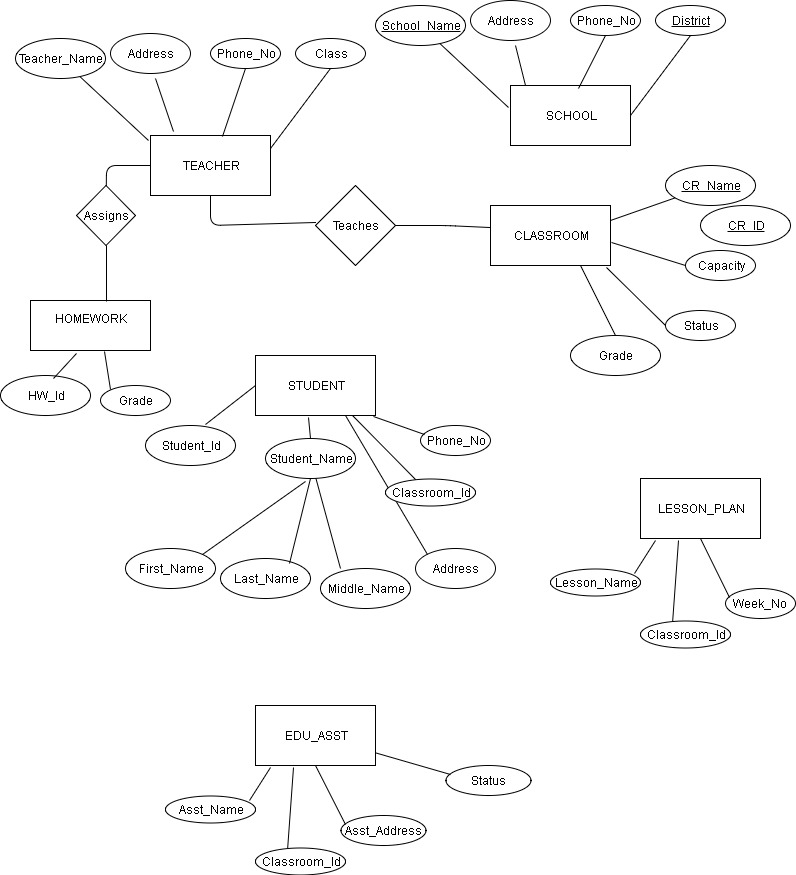 School_Name
Address
Phone_No
District
Teacher_Name
Address
Phone_No
Class
SCHOOL
TEACHER
CR_Name
Assigns
Teaches
CLASSROOM
CR_ID
Capacity
HOMEWORK
Status
Grade
HW_Id
Grade
STUDENT
Student_Id
Student_Name
Phone_No
Classroom_Id
LESSON_PLAN
First_Name
Last_Name
Middle_Name
Address
Lesson_Name
Week_No
Classroom_Id
EDU_ASST
Status
Asst_Name
Asst_Address
Classroom_Id